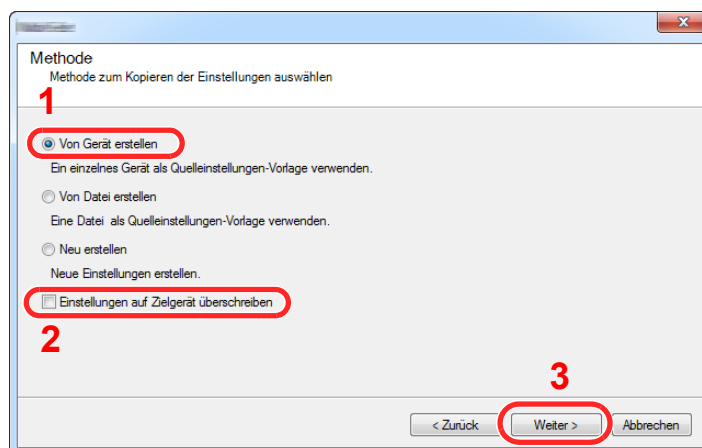 Methode
Methode zum Kopieren der Einstellungen auswählen
1
Von Gerät erstellen
Ein einzelnes Gerät als Quelleinstellungen-Vorlage verwenden.
Von Datei erstellen
Eine Datei als Quelleinstellungen-Vorlage verwenden.
Neu erstellen
Neue Einstellungen erstellen.
Einstellungen auf Zielgerät überschreiben
2
3
< Zurück Weiter > Abbrechen